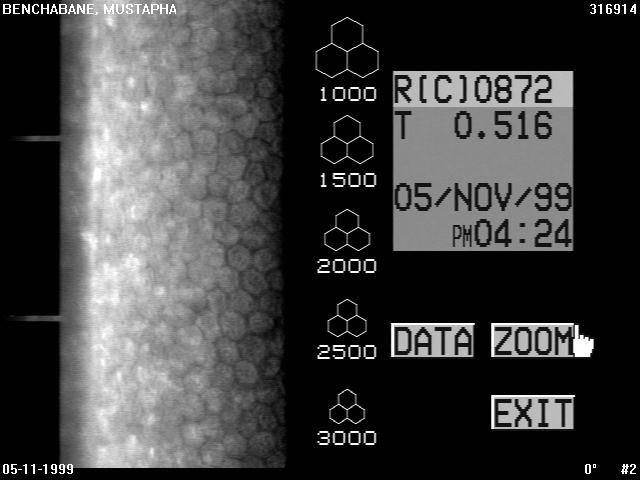 BENCHABANE, MUSTAPHA
316914
1000
1500
2000
2500
3000
R[C]0872
T 0.516
05/NOV/99
PM04:24
DATA
ZOOM
EXIT
05-11-1999
0° #2